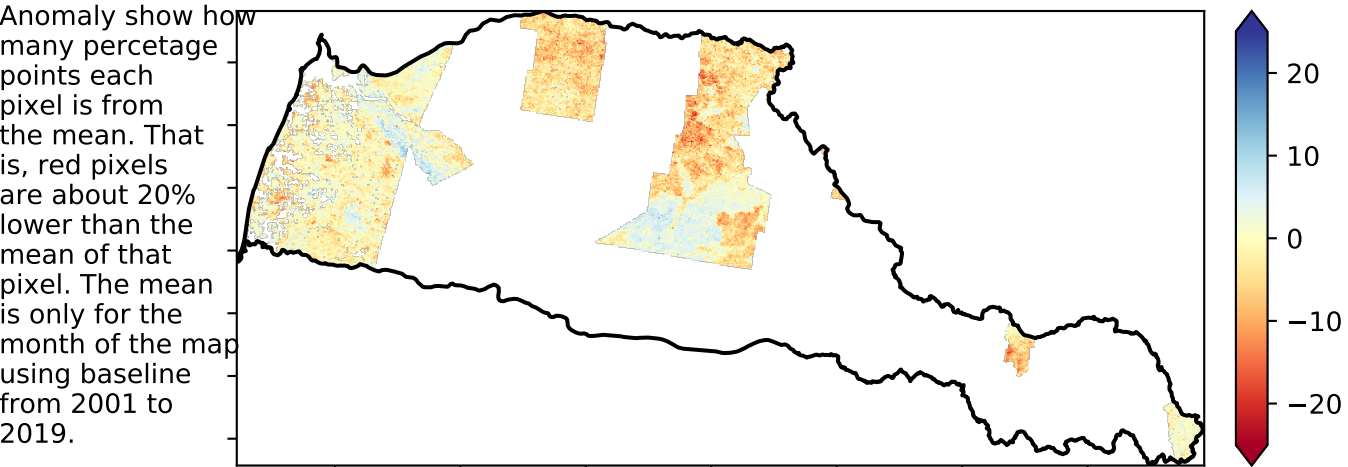 Anomaly show how
many percetage
points each
pixel is from
the mean. That
is, red pixels
are about 20%
lower than the
mean of that
pixel. The mean
is only for the
month of the map
using baseline
from 2001 to
2019.
20
10
0
−10
−20